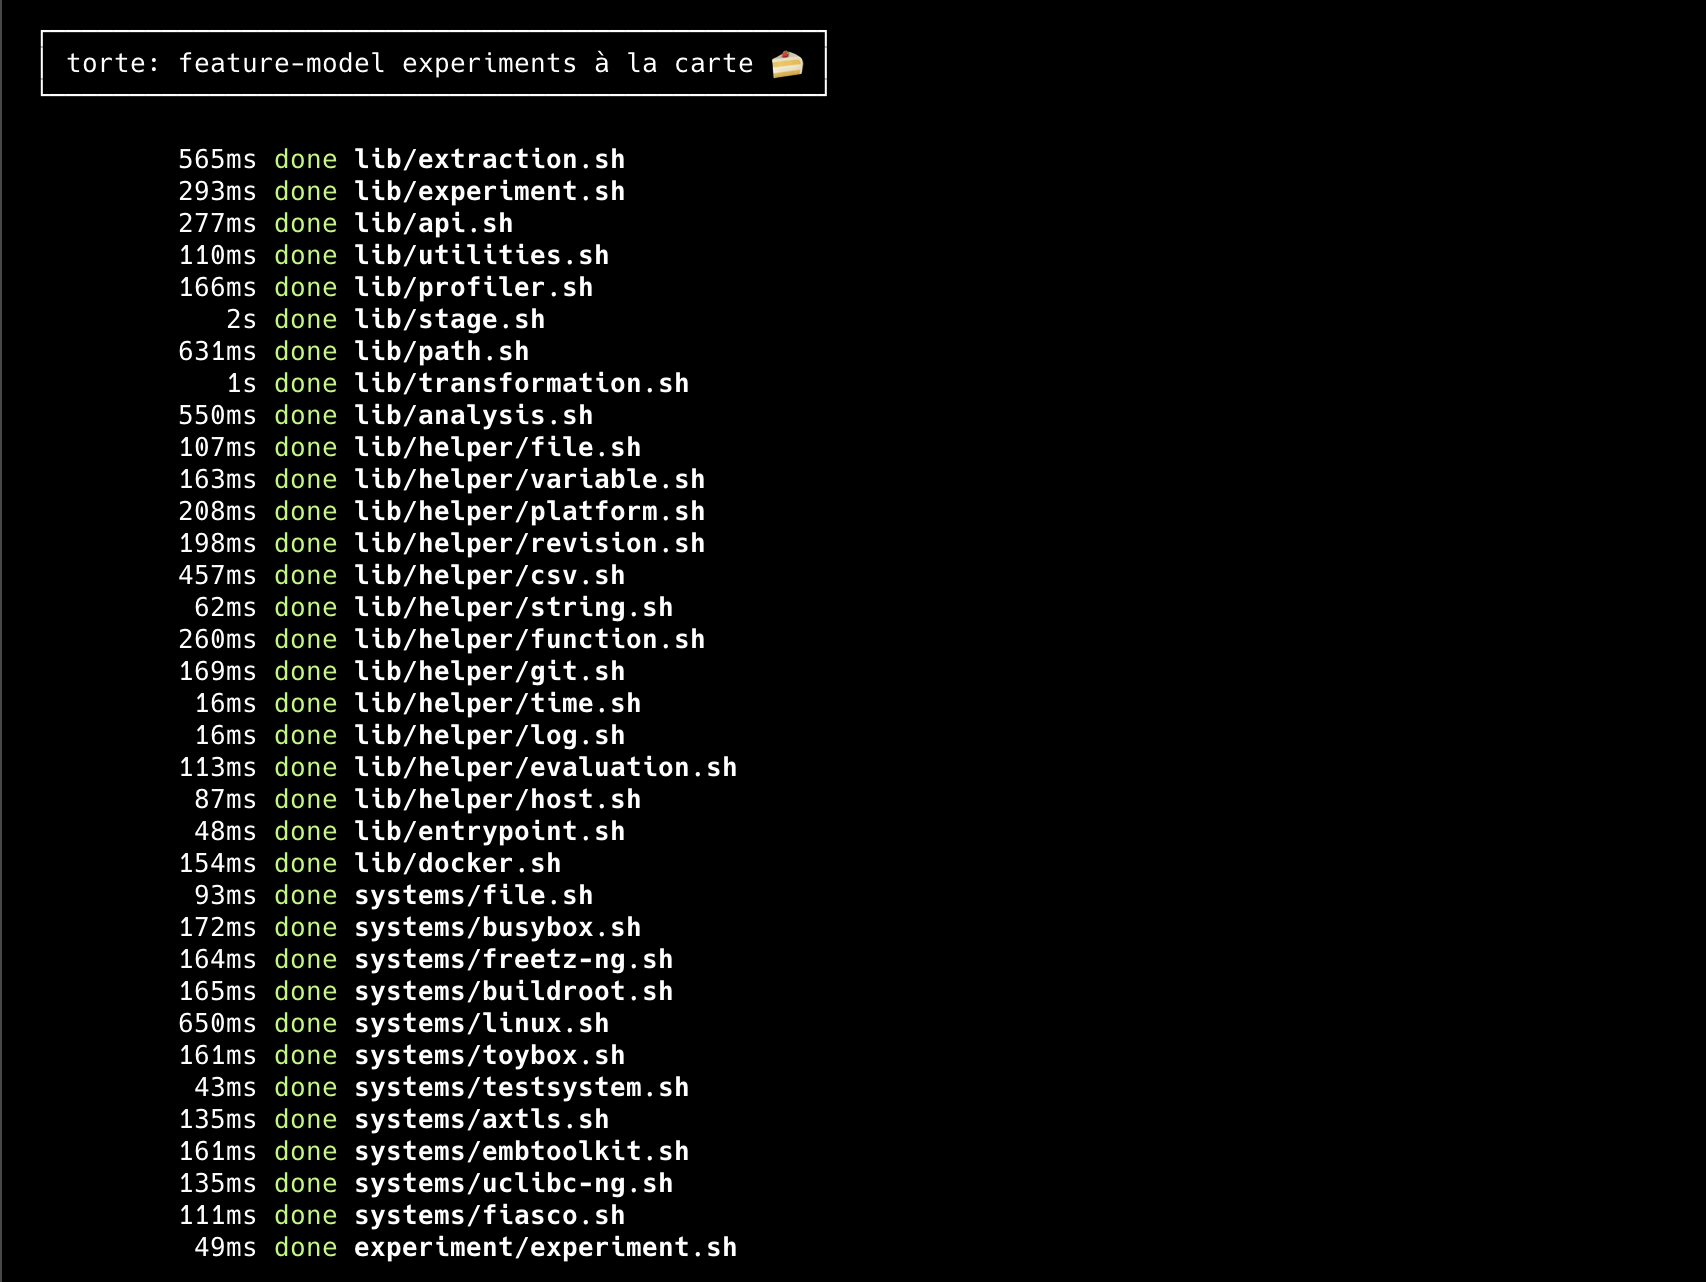 torte: feature-model experiments à la carte 🍰
565ms done lib/extraction.sh
293ms done lib/experiment.sh
277ms done lib/api.sh
110ms done lib/utilities.sh
166ms done lib/profiler.sh
2s done lib/stage.sh
631ms done lib/path.sh
1s done lib/transformation.sh
550ms done lib/analysis.sh
107ms done lib/helper/file.sh
163ms done lib/helper/variable.sh
208ms done lib/helper/platform.sh
198ms done lib/helper/revision.sh
457ms done lib/helper/csv.sh
62ms done lib/helper/string.sh
260ms done lib/helper/function.sh
169ms done lib/helper/git.sh
16ms done lib/helper/time.sh
16ms done lib/helper/log.sh
113ms done lib/helper/evaluation.sh
87ms done lib/helper/host.sh
48ms done lib/entrypoint.sh
154ms done lib/docker.sh
93ms done systems/file.sh
172ms done systems/busybox.sh
164ms done systems/freetz-ng.sh
165ms done systems/buildroot.sh
650ms done systems/linux.sh
161ms done systems/toybox.sh
43ms done systems/testsystem.sh
135ms done systems/axtls.sh
161ms done systems/embtoolkit.sh
135ms done systems/uclibc-ng.sh
111ms done systems/fiasco.sh
49ms done experiment/experiment.sh